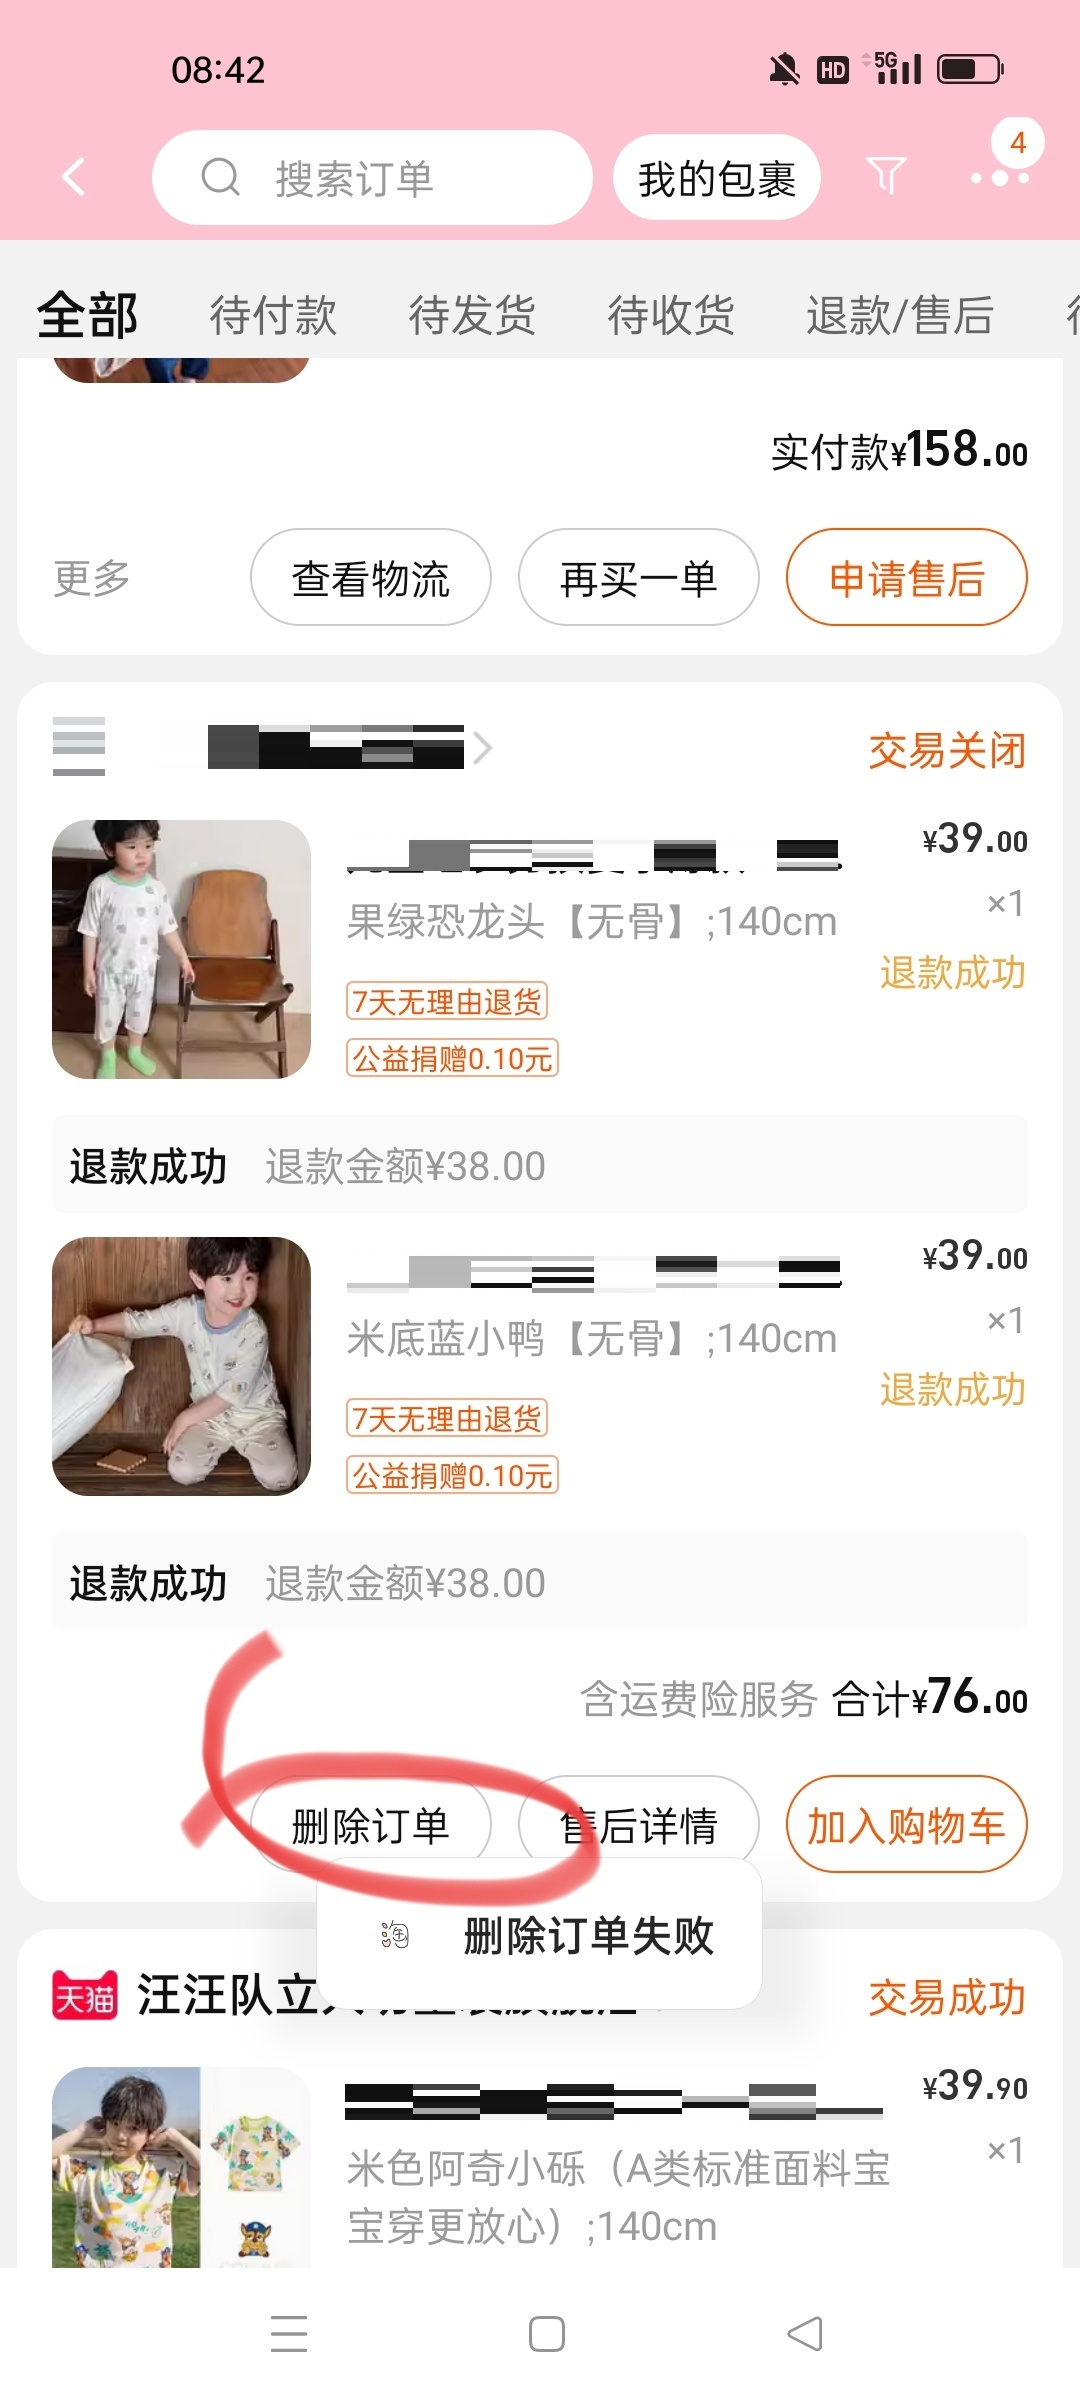 08:42
HD 5G
搜索订单
我的包裹
4
全部 待付款 待发货 待收货 退款/售后
实付款¥158.00
更多 查看物流 再买一单 申请售后
交易关闭
¥39.00
果绿恐龙头【无骨】;140cm
×1
退款成功
7天无理由退货
公益捐赠0.10元
退款成功 退款金额¥38.00
¥39.00
米底蓝小鸭【无骨】;140cm
×1
退款成功
7天无理由退货
公益捐赠0.10元
退款成功 退款金额¥38.00
含运费险服务 合计¥76.00
删除订单 售后详情 加入购物车
淘 删除订单失败
天猫 汪汪队立
交易成功
¥39.90
×1
米色阿奇小砾（A类标准面料宝
宝穿更放心）;140cm